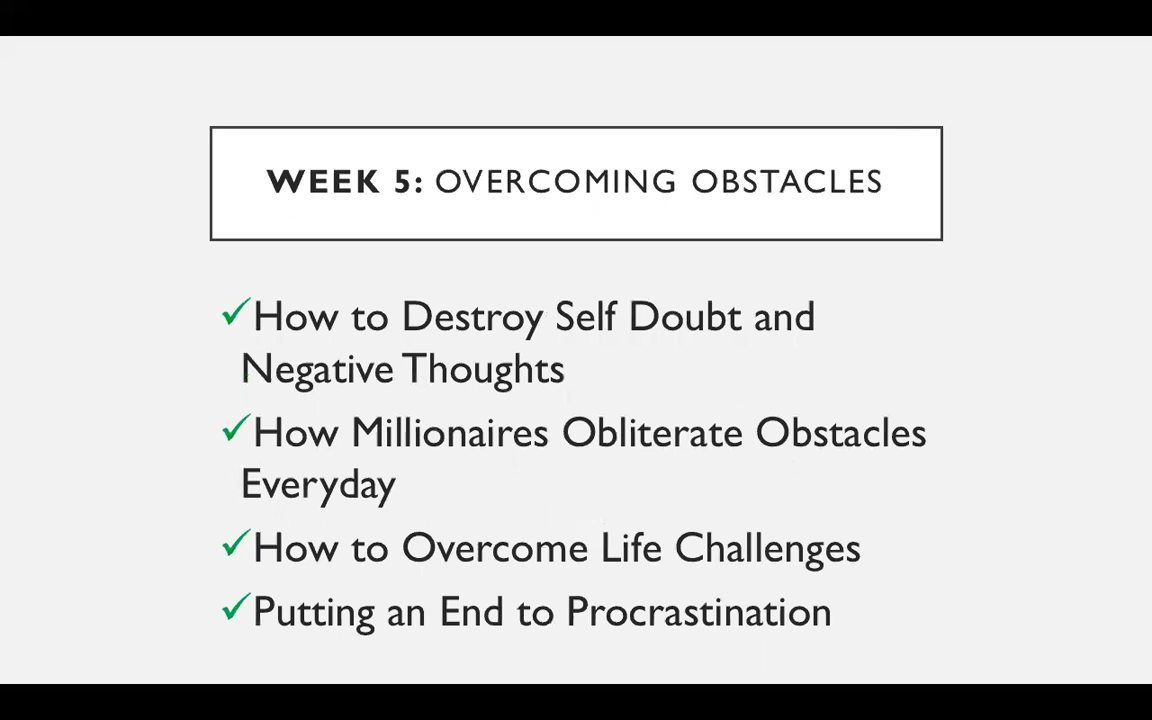 WEEK 5: OVERCOMING OBSTACLES
✓How to Destroy Self Doubt and
Negative Thoughts
✓How Millionaires Obliterate Obstacles
Everyday
✓How to Overcome Life Challenges
✓Putting an End to Procrastination